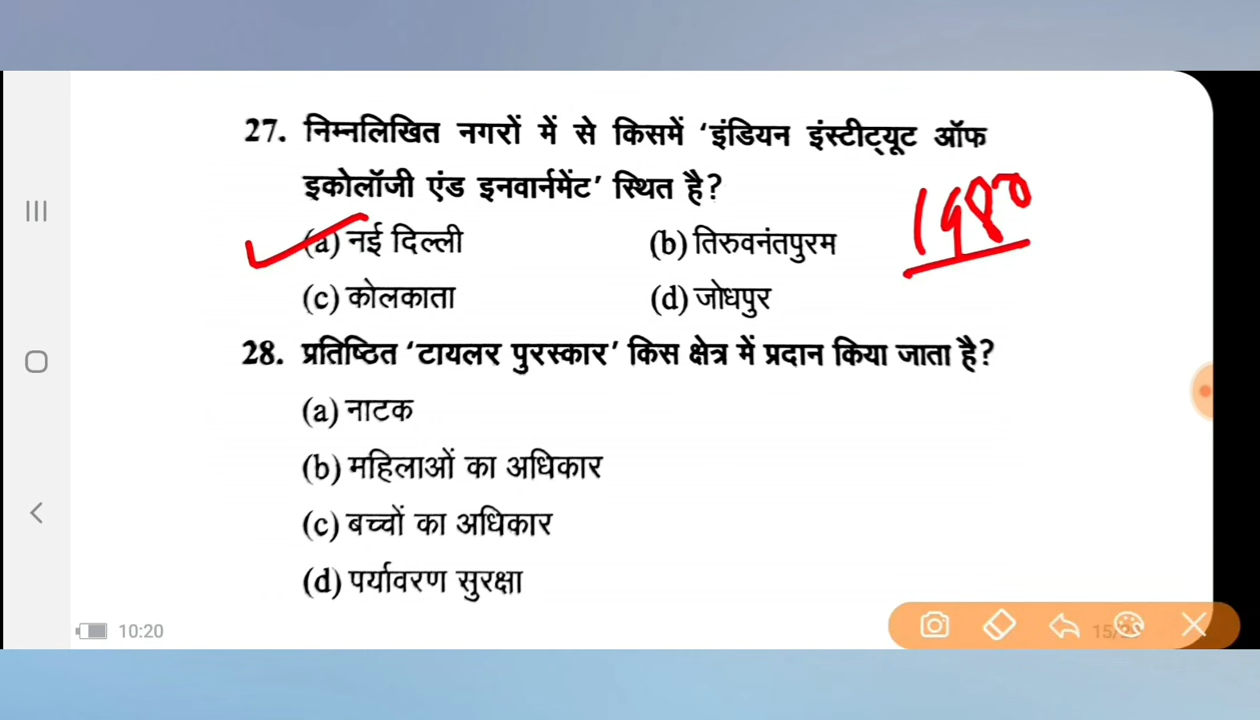 27. निम्नलिखित नगरों में से किसमें ‘इंडियन इंस्टीट्यूट ऑफ
इकोलॉजी एंड इनवार्नमेंट’ स्थित है?
1980
(a) नई दिल्ली (b) तिरुवनंतपुरम
(c) कोलकाता (d) जोधपुर
28. प्रतिष्ठित ‘टायलर पुरस्कार’ किस क्षेत्र में प्रदान किया जाता है?
(a) नाटक
(b) महिलाओं का अधिकार
(c) बच्चों का अधिकार
(d) पर्यावरण सुरक्षा
10:20